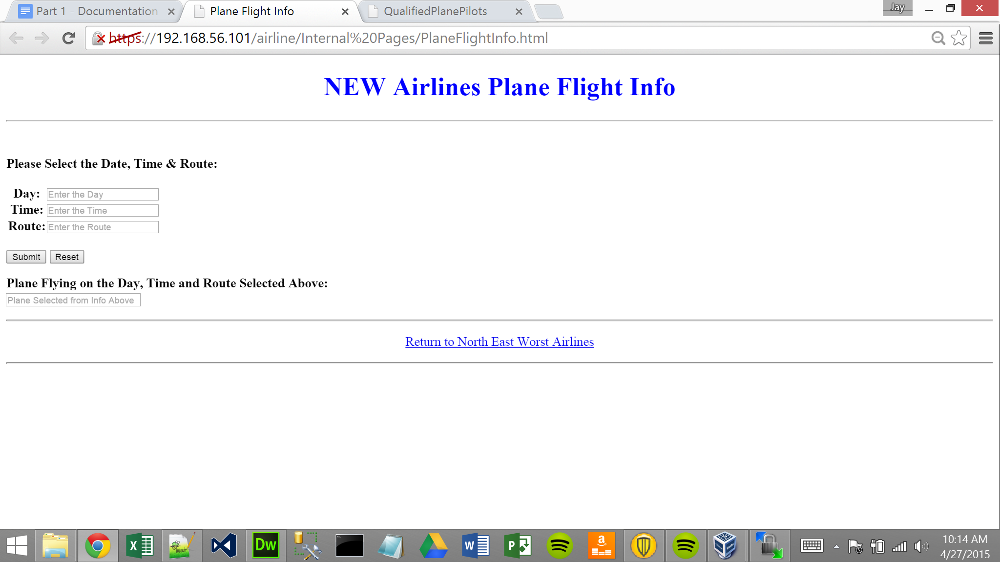 Part 1 - Documentation
Plane Flight Info
QualifiedPlanePilots
Jay
https://192.168.56.101/airline/Internal%20Pages/PlaneFlightInfo.html
NEW Airlines Plane Flight Info
Please Select the Date, Time & Route:
Day: Enter the Day
Time: Enter the Time
Route: Enter the Route
Submit Reset
Plane Flying on the Day, Time and Route Selected Above:
Plane Selected from Info Above
Return to North East Worst Airlines
10:14 AM
4/27/2015